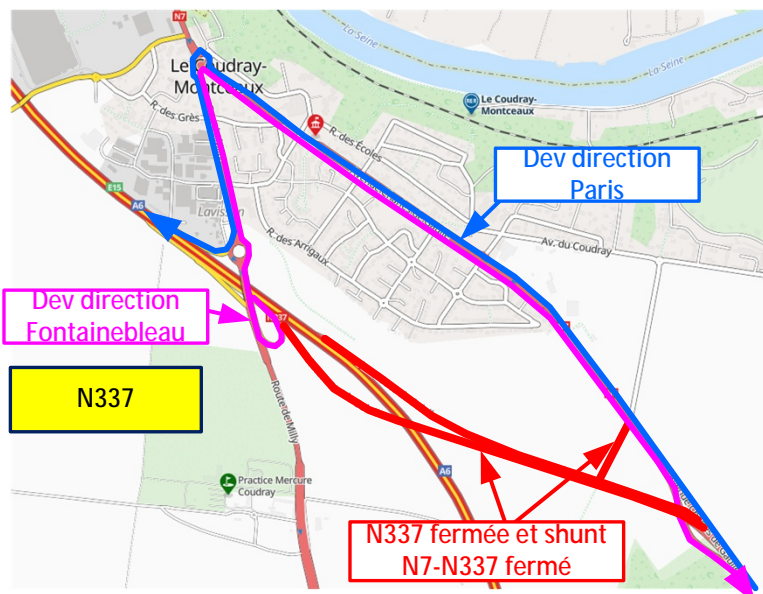 N7
La Seine
La Seine
Le Coudray-
Montceaux
Le Coudray-
Montceaux
R. des Grès
R. des Écoles
Dev direction
Paris
E15
A6
R. des Arrigaux
Av. du Coudray
Dev direction
Fontainebleau
N337
Route de Milly
A6
Practice Mercure
Coudray
N337 fermée et shunt
N7-N337 fermé